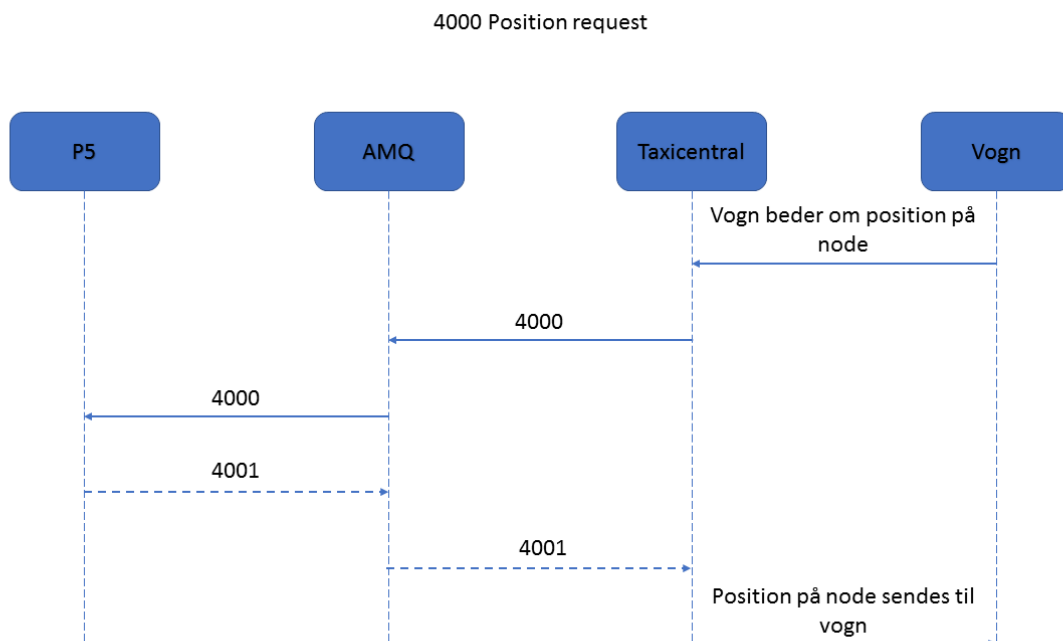 4000 Position request
P5
AMQ
Taxicentral
Vogn
Vogn beder om position på
node
4000
4000
4001
4001
Position på node sendes til
vogn